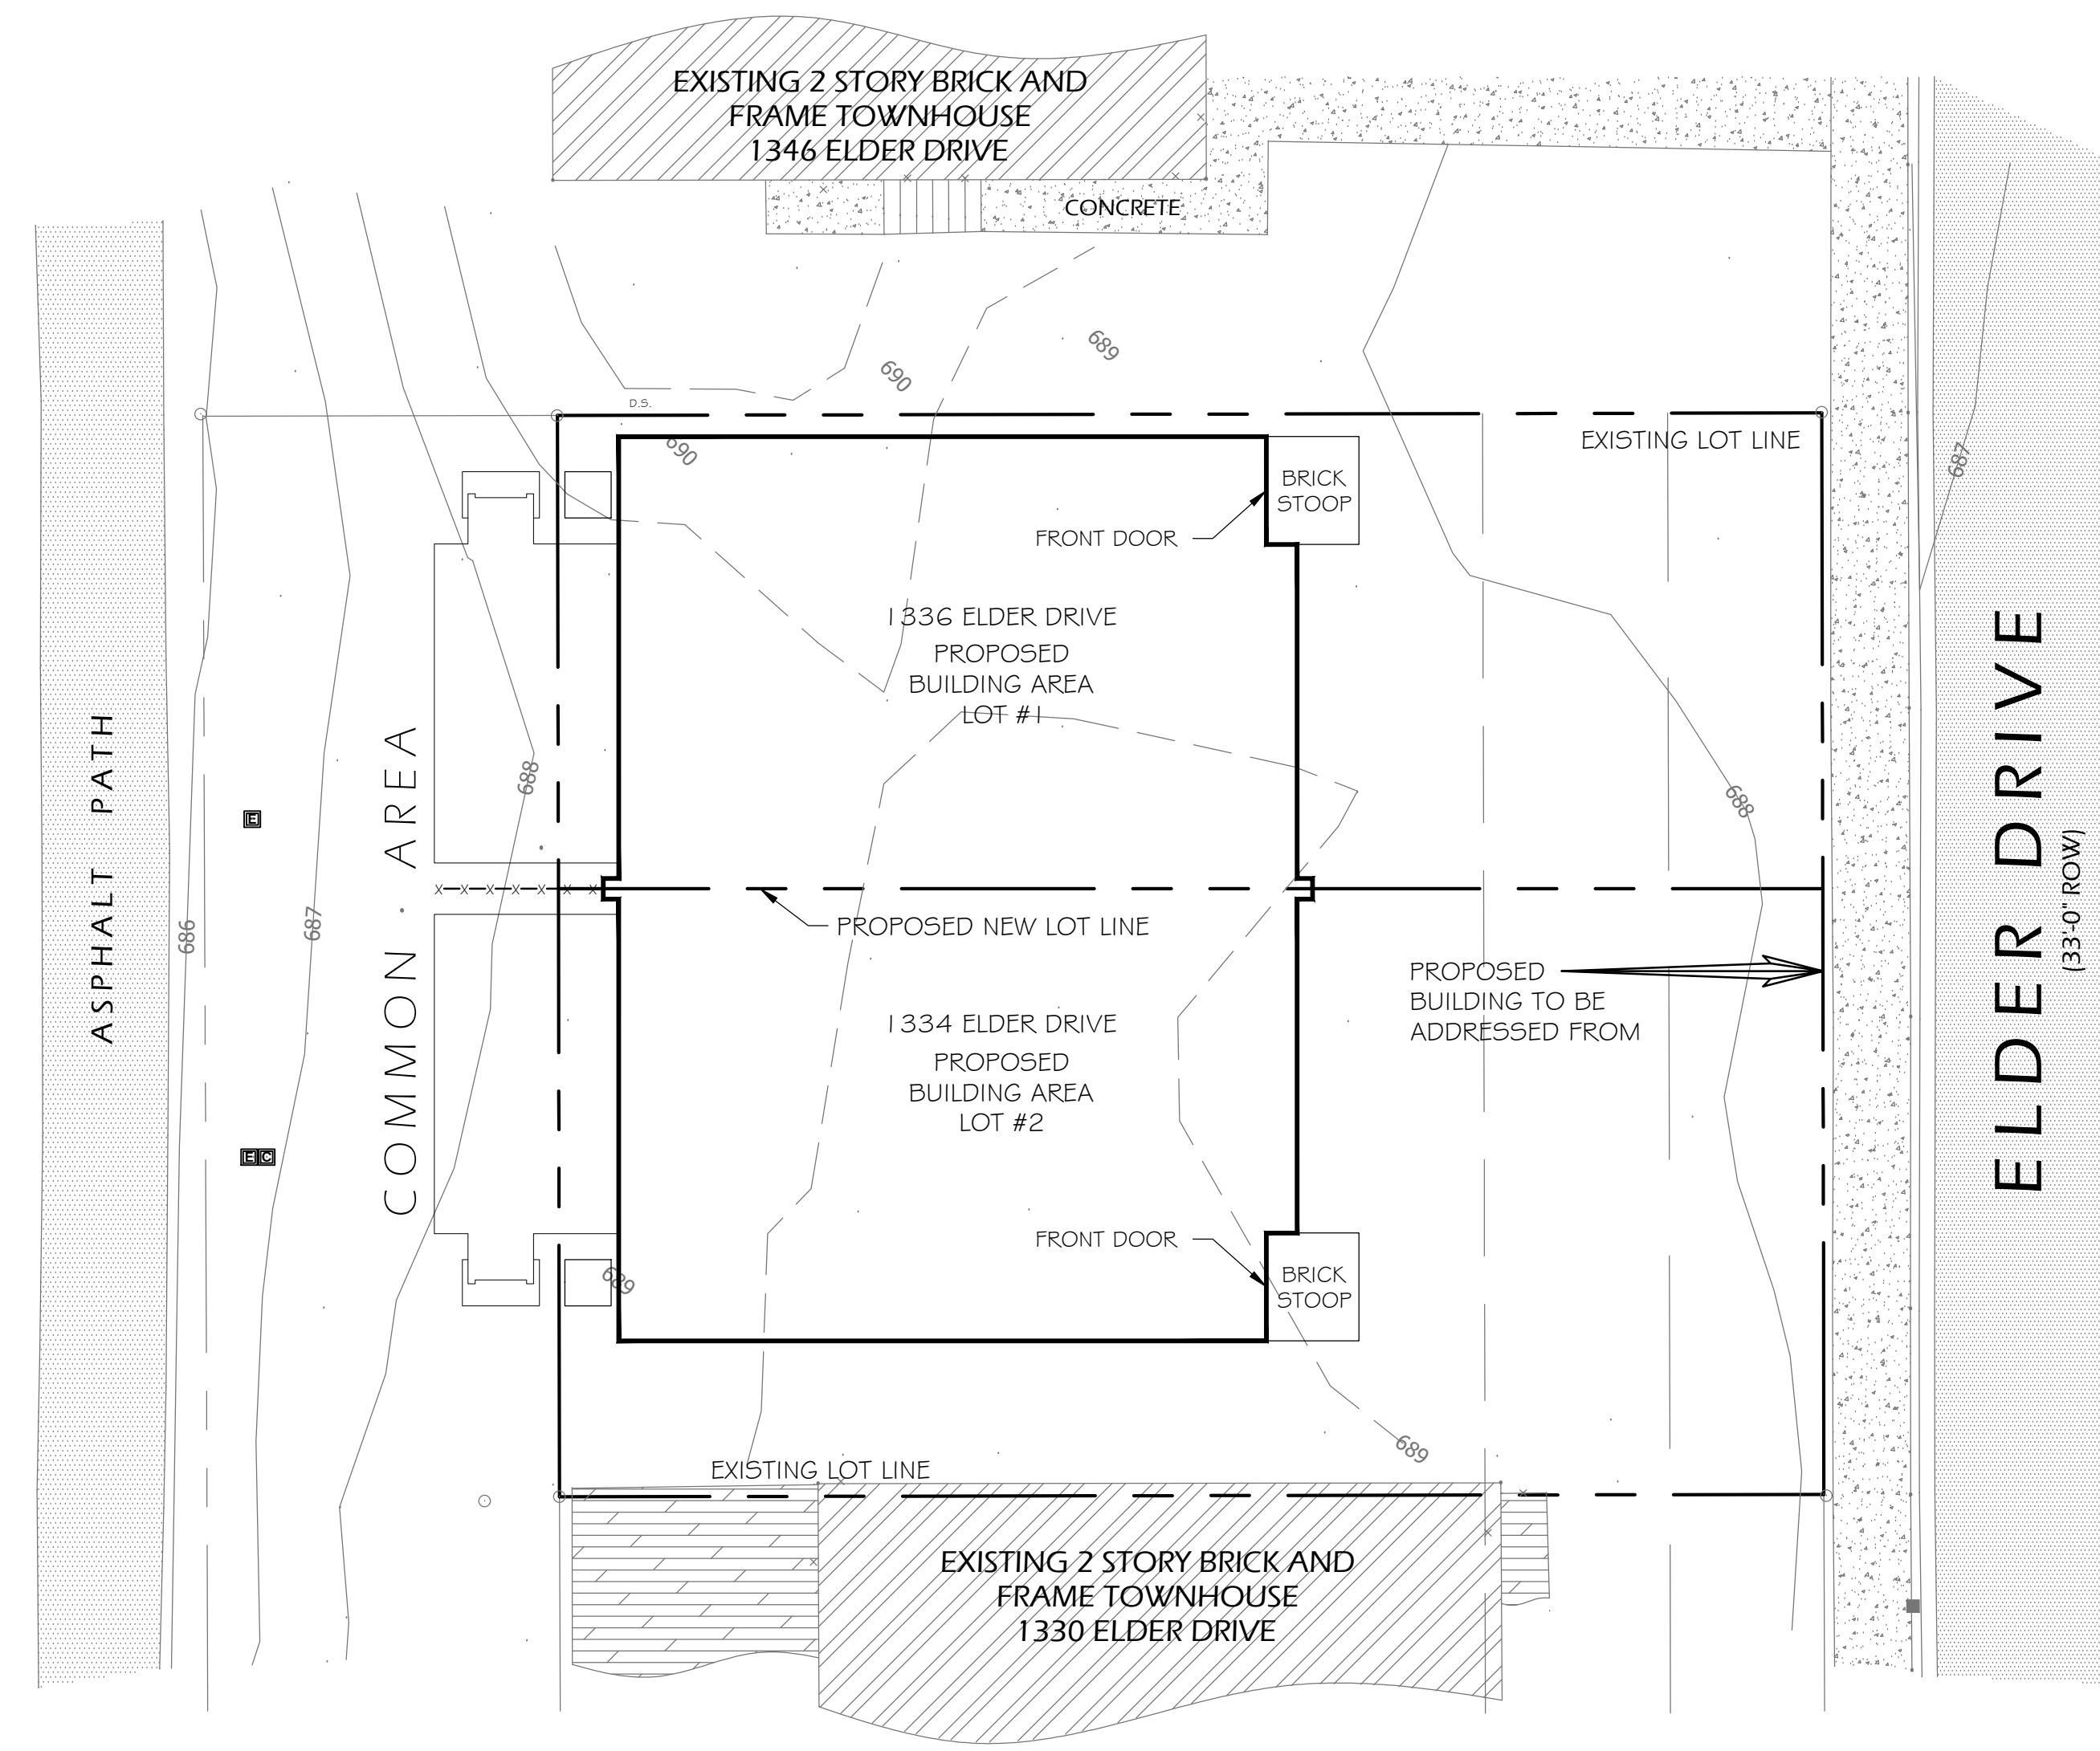 EXISTING 2 STORY BRICK AND
FRAME TOWNHOUSE
1346 ELDER DRIVE
CONCRETE
689
690
D.S.
690
EXISTING LOT LINE
687
BRICK
STOOP
FRONT DOOR
1336 ELDER DRIVE
PROPOSED
BUILDING AREA
LOT #1
688
688
E
ASPHALT PATH
COMMON AREA
ELDER DRIVE
(33'-0" ROW)
686
687
X X X X X X X
PROPOSED NEW LOT LINE
PROPOSED
BUILDING TO BE
ADDRESSED FROM
1334 ELDER DRIVE
PROPOSED
BUILDING AREA
LOT #2
E C
FRONT DOOR
BRICK
STOOP
689
689
EXISTING LOT LINE
EXISTING 2 STORY BRICK AND
FRAME TOWNHOUSE
1330 ELDER DRIVE